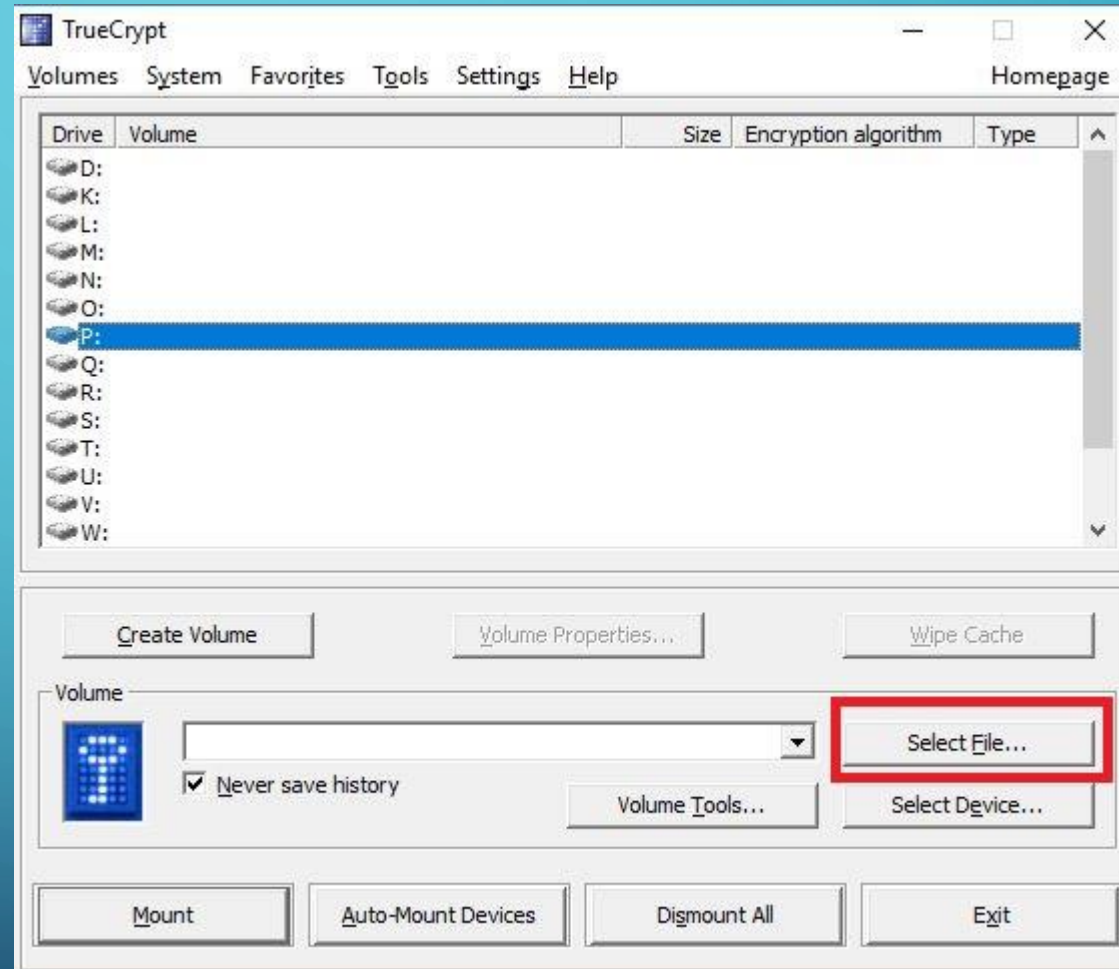 TrueCrypt
Volumes System Favorites Tools Settings Help Homepage
Drive Volume Size Encryption algorithm Type
D:
K:
L:
M:
N:
O:
P:
Q:
R:
S:
T:
U:
V:
W:
Create Volume Volume Properties... Wipe Cache
Volume
Select File...
Never save history
Volume Tools... Select Device...
Mount Auto-Mount Devices Dismount All Exit